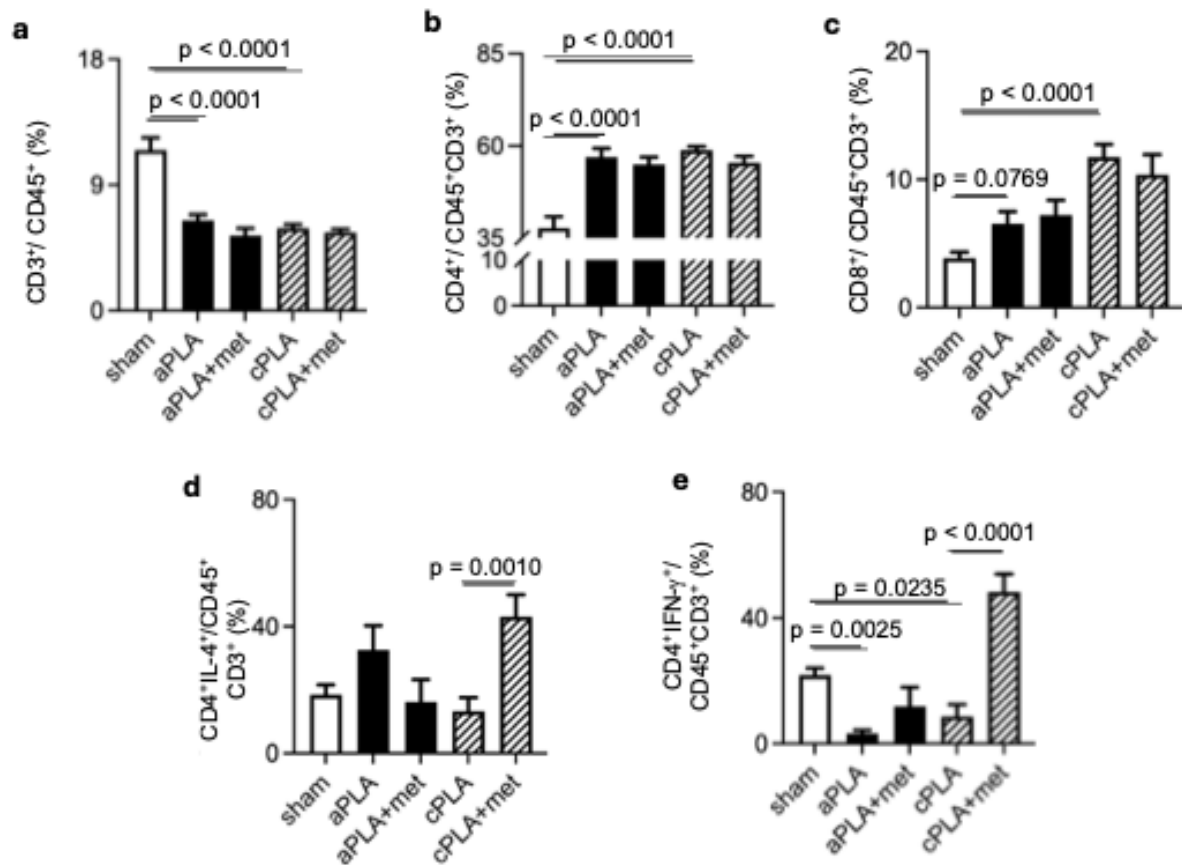 a
18
9
0
CD3⁺/ CD45⁺ (%)
p < 0.0001
p < 0.0001
sham
aPLA
aPLA+met
cPLA
cPLA+met
b
85
60
35
10
0
CD4⁺/ CD45⁺CD3⁺ (%)
p < 0.0001
p < 0.0001
sham
aPLA
aPLA+met
cPLA
cPLA+met
c
20
10
0
CD8⁺/ CD45⁺CD3⁺ (%)
p < 0.0001
p = 0.0769
sham
aPLA
aPLA+met
cPLA
cPLA+met
d
80
40
0
CD4⁺IL-4⁺/CD45⁺
CD3⁺ (%)
p = 0.0010
sham
aPLA
aPLA+met
cPLA
cPLA+met
e
80
40
0
CD4⁺IFN-γ⁺/
CD45⁺CD3⁺ (%)
p < 0.0001
p = 0.0235
p = 0.0025
sham
aPLA
aPLA+met
cPLA
cPLA+met